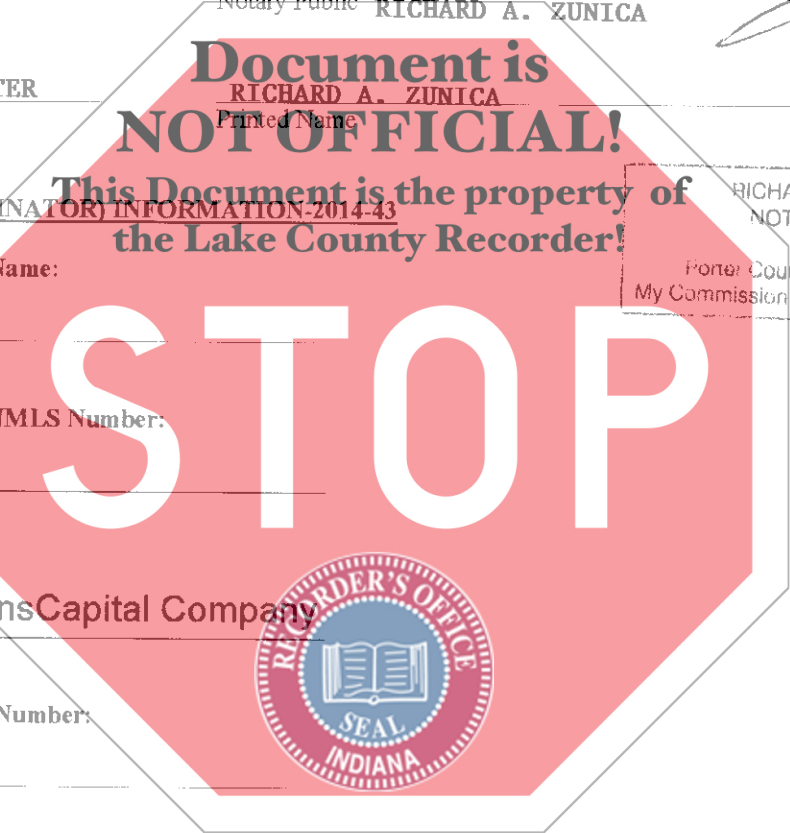 Notary Public RICHARD A. ZUNICA
Document is
TER
RICHARD A. ZUNICA
NOT OFFICIAL!
Printed Name
This Document is the property of
INATOR) INFORMATION-2014-43
RICHA
NOT
the Lake County Recorder!
Name:
Porter Cou
My Commission
STOP
NMLS Number:
nsCapital Company
RECORDER'S OFFICE
SEAL
INDIANA
Number: